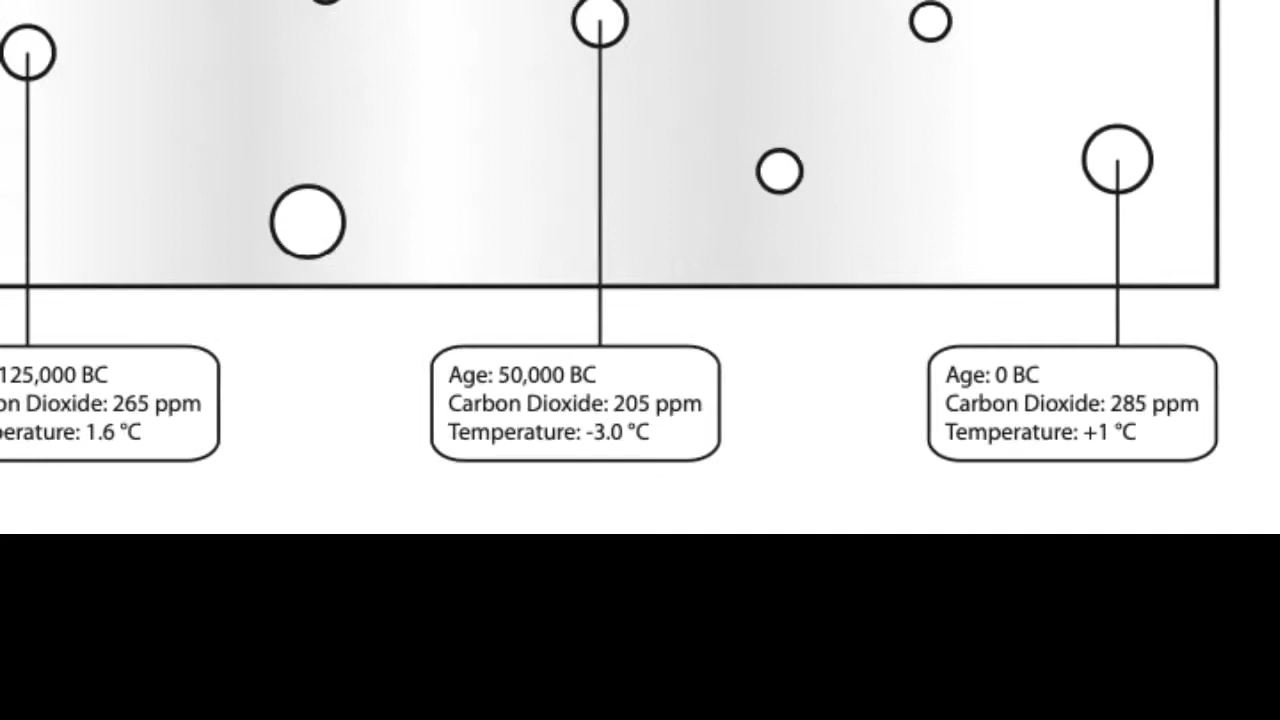 125,000 BC
on Dioxide: 265 ppm
erature: 1.6 °C
Age: 50,000 BC
Carbon Dioxide: 205 ppm
Temperature: -3.0 °C
Age: 0 BC
Carbon Dioxide: 285 ppm
Temperature: +1 °C